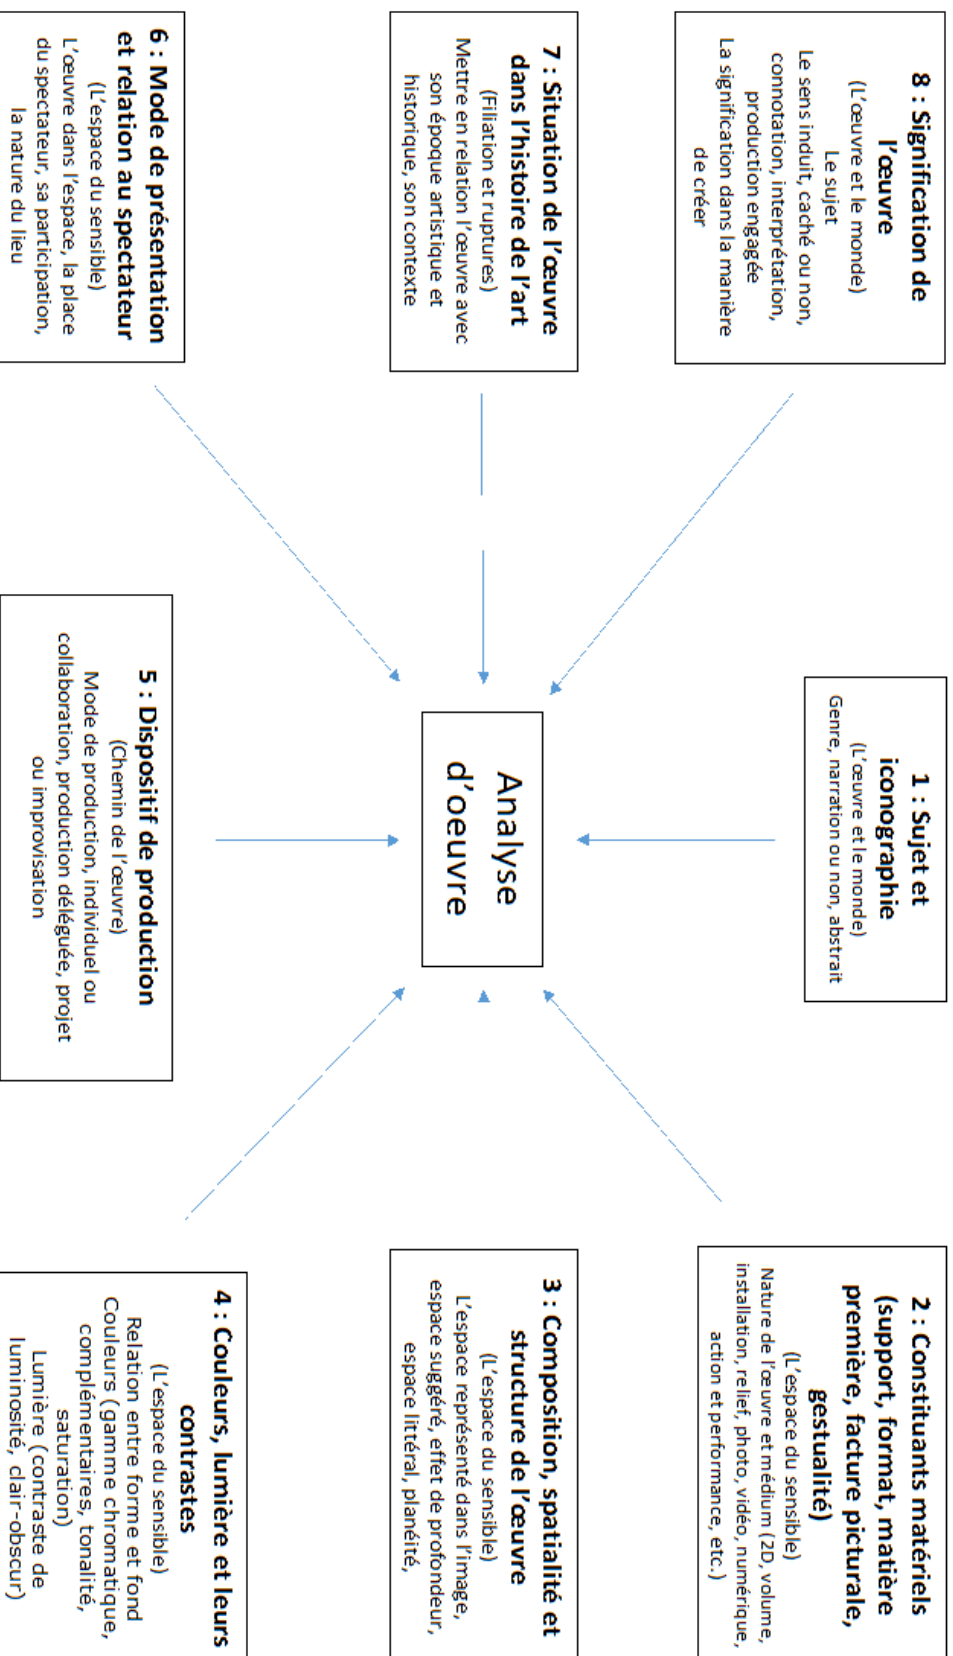 8 : Signification de
l'œuvre
(L'œuvre et le monde)
Le sujet
Le sens induit, caché ou non,
connotation, interprétation,
production engagée
La signification dans la manière
de créer
1 : Sujet et
iconographie
(L'œuvre et le monde)
Genre, narration ou non, abstrait
2 : Constituants matériels
(support, format, matière
première, facture picturale,
gestualité)
(L'espace du sensible)
Nature de l'œuvre et médium (2D, volume,
installation, relief, photo, vidéo, numérique,
action et performance, etc.)
7 : Situation de l'œuvre
dans l'histoire de l'art
(Filiation et ruptures)
Mettre en relation l'œuvre avec
son époque artistique et
historique, son contexte
Analyse
d'oeuvre
3 : Composition, spatialité et
structure de l'œuvre
(L'espace du sensible)
L'espace représenté dans l'image,
espace suggéré, effet de profondeur,
espace littéral, planéité,
6 : Mode de présentation
et relation au spectateur
(L'espace du sensible)
L'œuvre dans l'espace, la place
du spectateur, sa participation,
la nature du lieu
5 : Dispositif de production
(Chemin de l'œuvre)
Mode de production, individuel ou
collaboration, production déléguée, projet
ou improvisation
4 : Couleurs, lumière et leurs
contrastes
(L'espace du sensible)
Relation entre forme et fond
Couleurs (gamme chromatique,
complémentaires, tonalité,
saturation)
Lumière (contraste de
luminosité, clair-obscur)